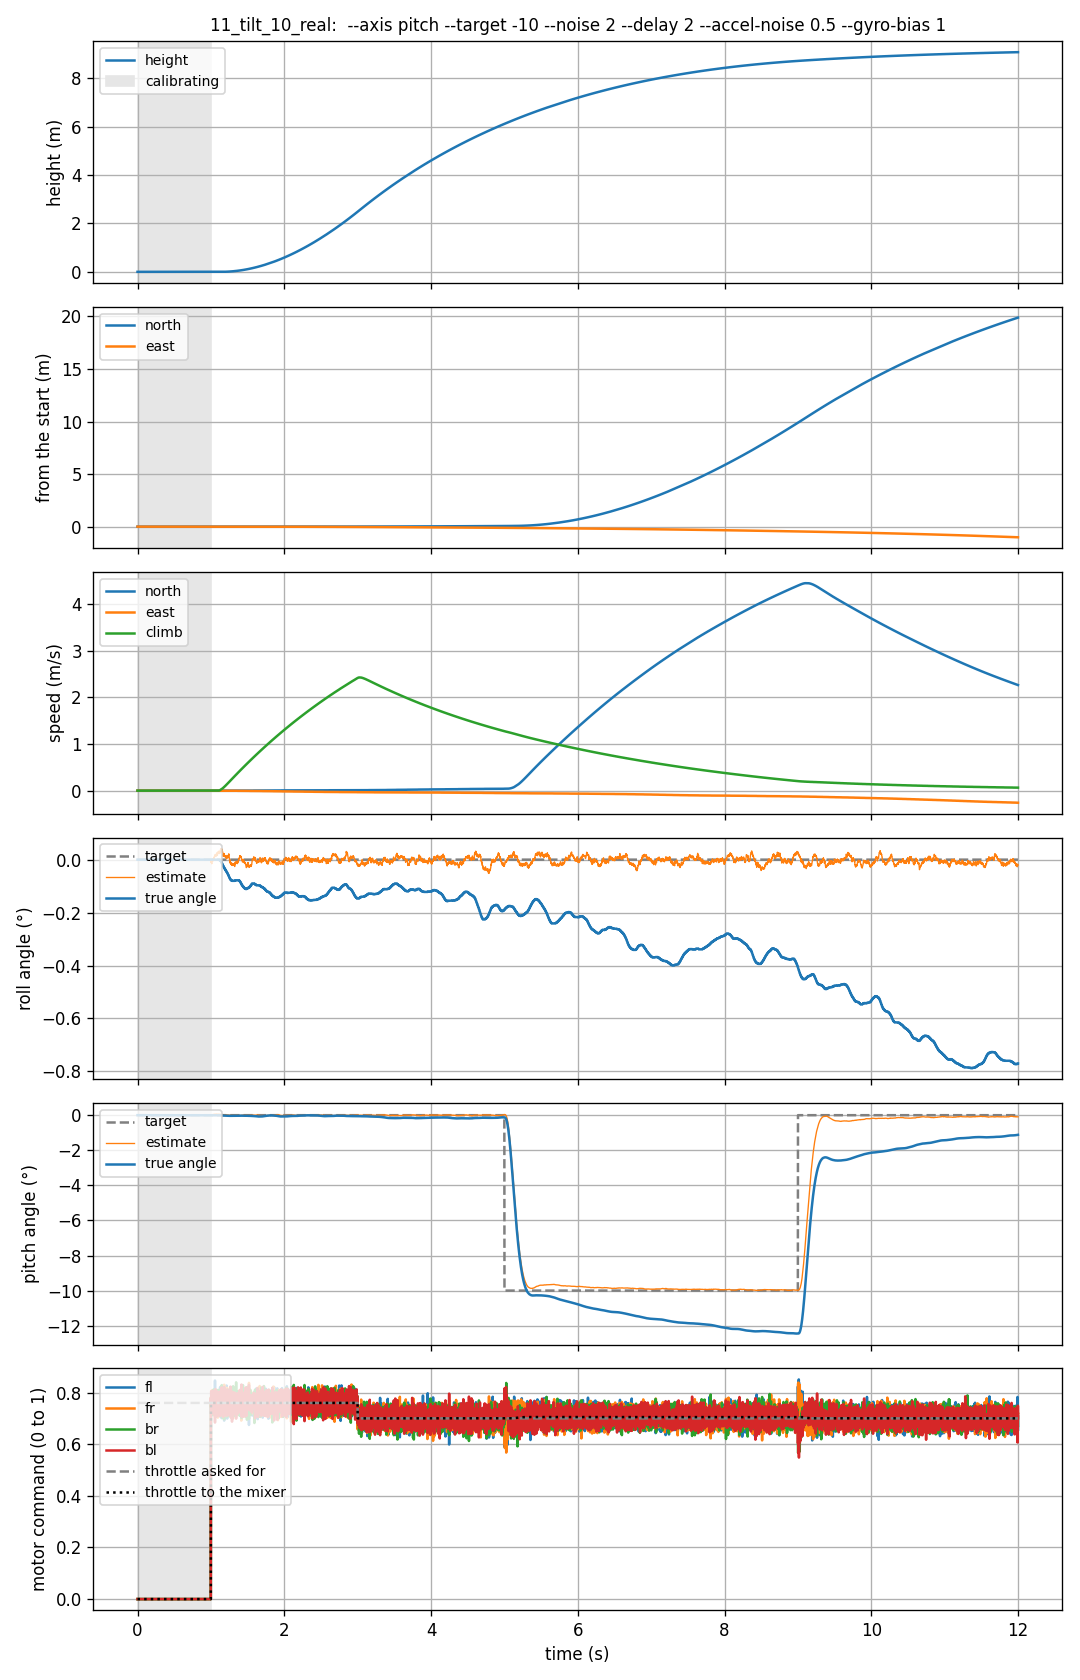 11_tilt_10_real:  --axis pitch --target -10 --noise 2 --delay 2 --accel-noise 0.5 --gyro-bias 1
height
calibrating
height (m)
8
6
4
2
0
north
east
from the start (m)
20
15
10
5
0
north
east
climb
speed (m/s)
4
3
2
1
0
target
estimate
true angle
roll angle (°)
0.0
−0.2
−0.4
−0.6
−0.8
target
estimate
true angle
pitch angle (°)
0
−2
−4
−6
−8
−10
−12
fl
fr
br
bl
throttle asked for
throttle to the mixer
motor command (0 to 1)
0.8
0.6
0.4
0.2
0.0
0 2 4 6 8 10 12
time (s)